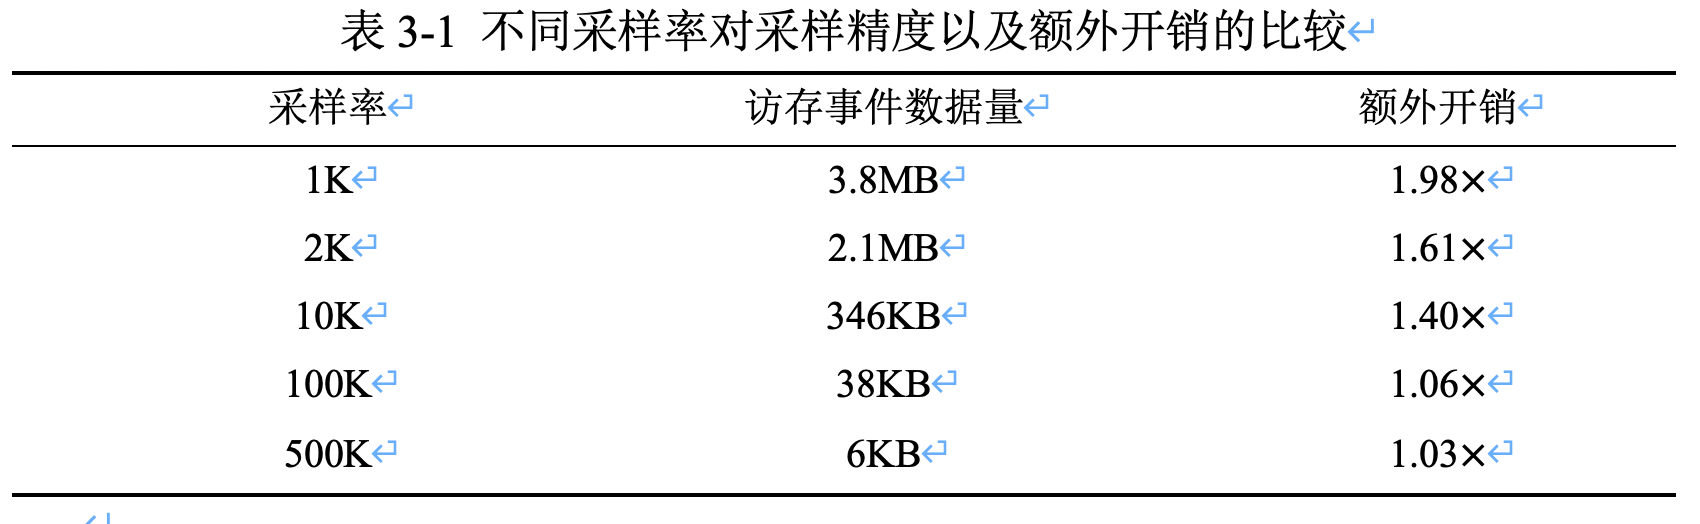 表 3-1 不同采样率对采样精度以及额外开销的比较↵
采样率↵ 访存事件数据量↵ 额外开销↵
1K↵ 3.8MB↵ 1.98×↵
2K↵ 2.1MB↵ 1.61×↵
10K↵ 346KB↵ 1.40×↵
100K↵ 38KB↵ 1.06×↵
500K↵ 6KB↵ 1.03×↵
↵